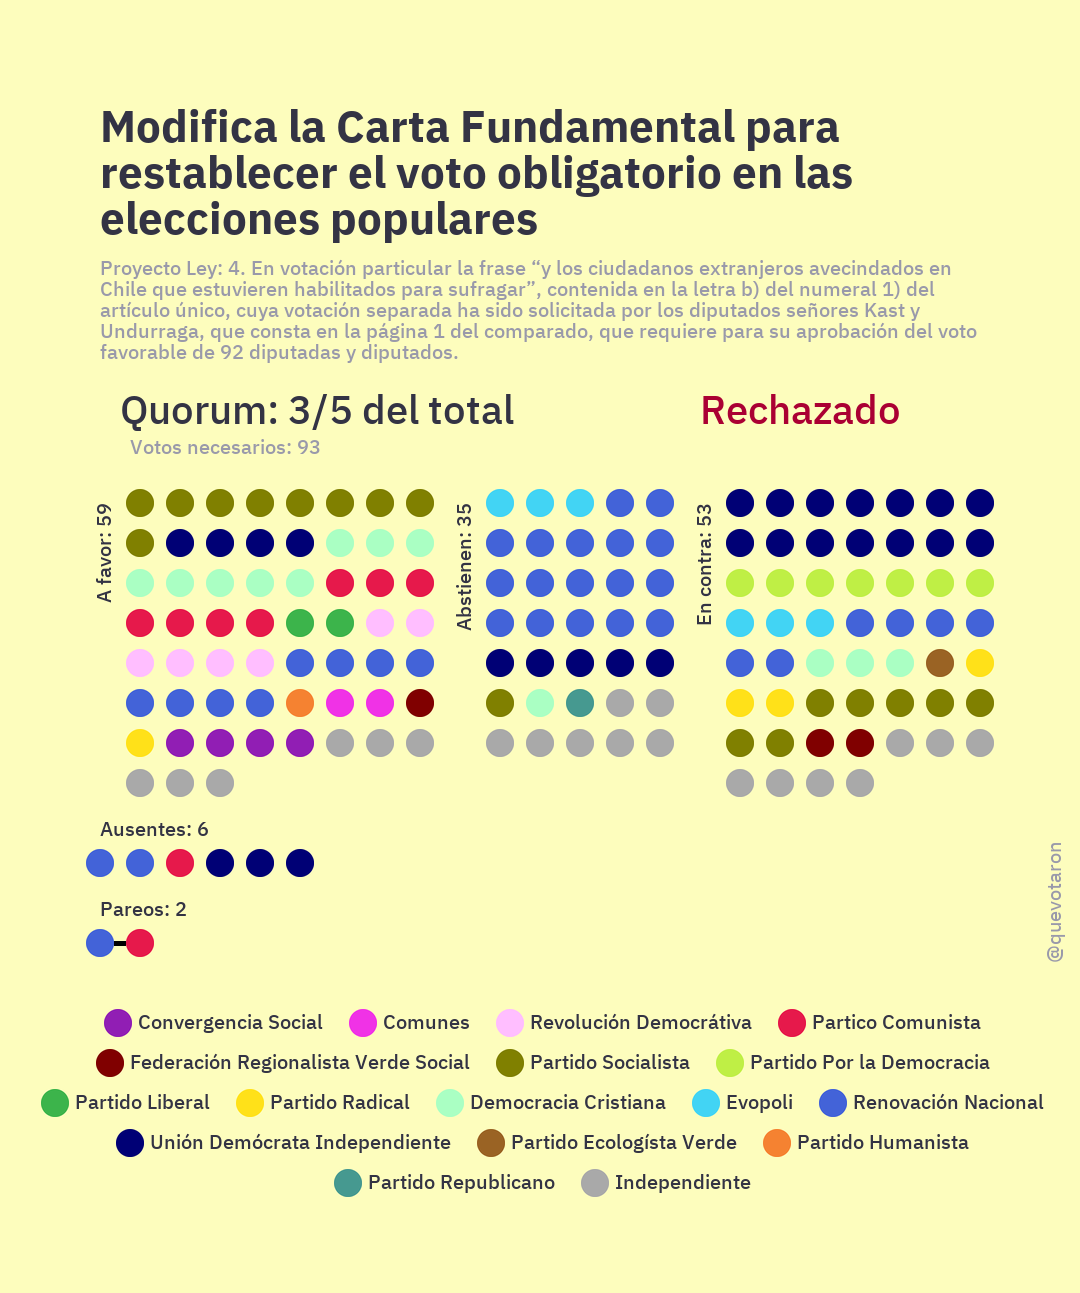 Modifica la Carta Fundamental para
restablecer el voto obligatorio en las
elecciones populares
Proyecto Ley: 4. En votación particular la frase “y los ciudadanos extranjeros avecindados en
Chile que estuvieren habilitados para sufragar”, contenida en la letra b) del numeral 1) del
artículo único, cuya votación separada ha sido solicitada por los diputados señores Kast y
Undurraga, que consta en la página 1 del comparado, que requiere para su aprobación del voto
favorable de 92 diputadas y diputados.
Quorum: 3/5 del total
Rechazado
Votos necesarios: 93
A favor: 59
Abstienen: 35
En contra: 53
Ausentes: 6
Pareos: 2
@quevotaron
Convergencia Social
Comunes
Revolución Democrátiva
Partico Comunista
Federación Regionalista Verde Social
Partido Socialista
Partido Por la Democracia
Partido Liberal
Partido Radical
Democracia Cristiana
Evopoli
Renovación Nacional
Unión Demócrata Independiente
Partido Ecologísta Verde
Partido Humanista
Partido Republicano
Independiente